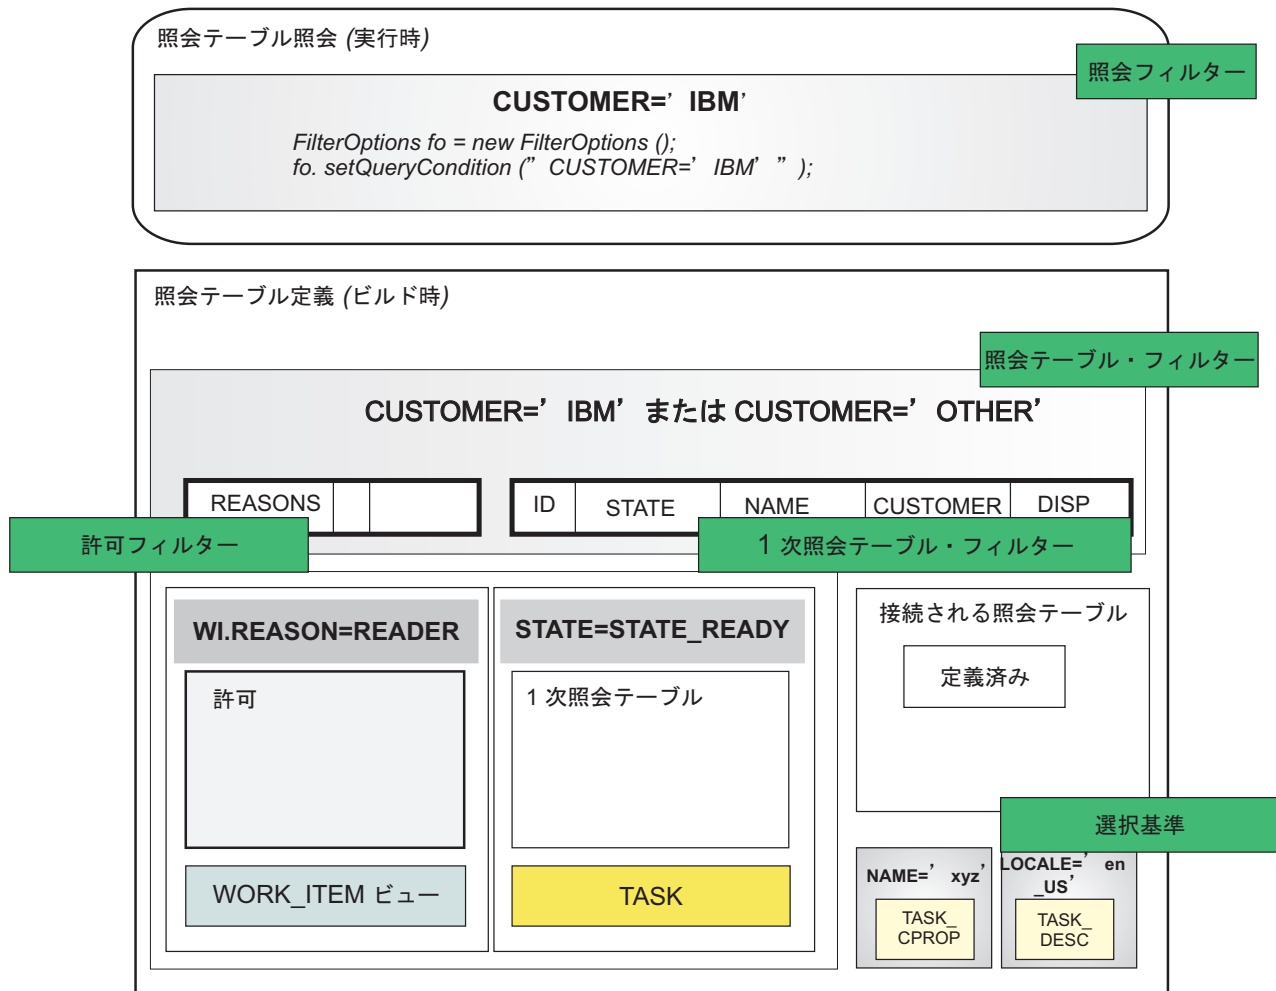 照会テーブル照会 (実行時)
照会フィルター
CUSTOMER=’ IBM’
FilterOptions fo = new FilterOptions ();
fo. setQueryCondition (” CUSTOMER=’ IBM’ ” );
照会テーブル定義 (ビルド時)
照会テーブル・フィルター
CUSTOMER=’ IBM’ または CUSTOMER=’ OTHER’
REASONS
ID STATE NAME CUSTOMER DISP
許可フィルター
1 次照会テーブル・フィルター
WI.REASON=READER
STATE=STATE_READY
接続される照会テーブル
定義済み
許可
1 次照会テーブル
選択基準
WORK_ITEM ビュー
TASK
NAME=’ xyz’
TASK_
CPROP
LOCALE=’ en
_US’
TASK_
DESC